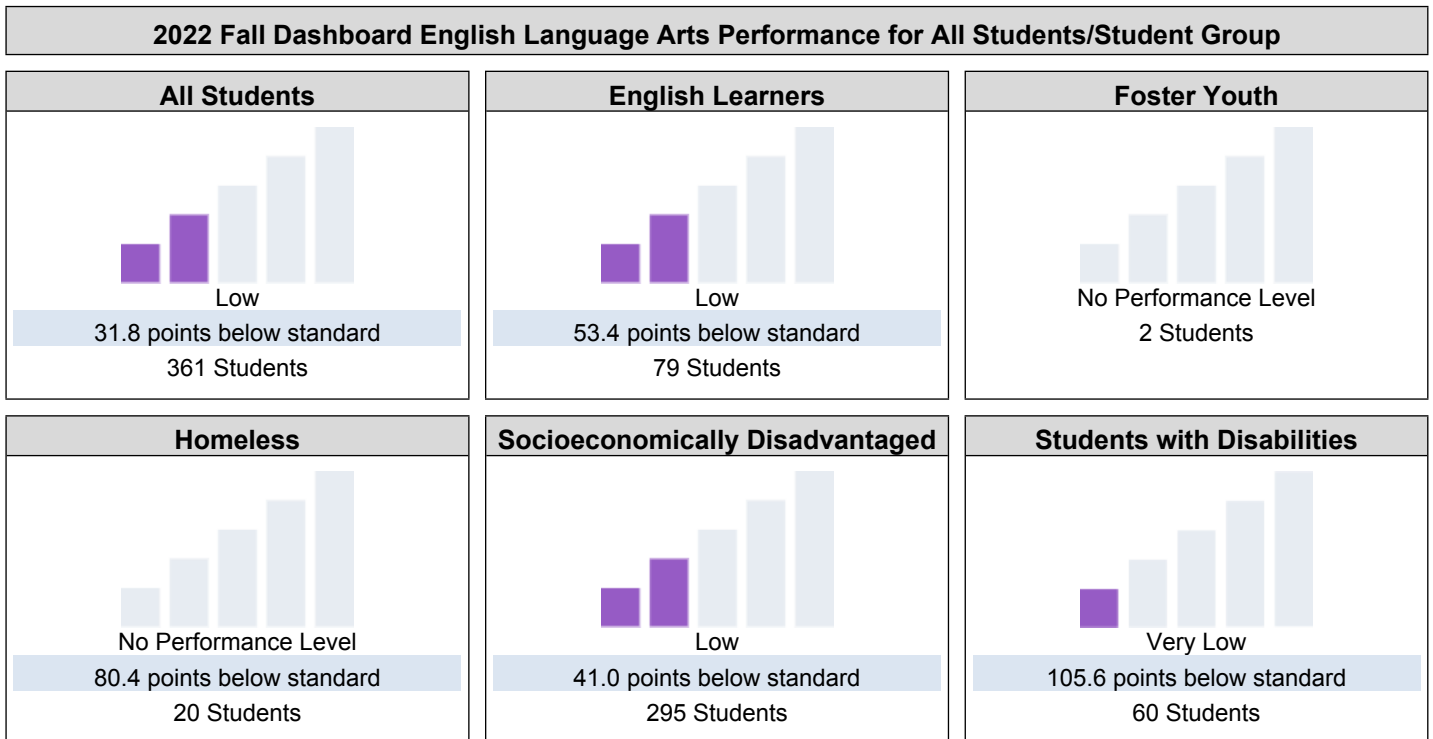 2022 Fall Dashboard English Language Arts Performance for All Students/Student Group
All Students
Low
31.8 points below standard
361 Students
English Learners
Low
53.4 points below standard
79 Students
Foster Youth
No Performance Level
2 Students
Homeless
No Performance Level
80.4 points below standard
20 Students
Socioeconomically Disadvantaged
Low
41.0 points below standard
295 Students
Students with Disabilities
Very Low
105.6 points below standard
60 Students